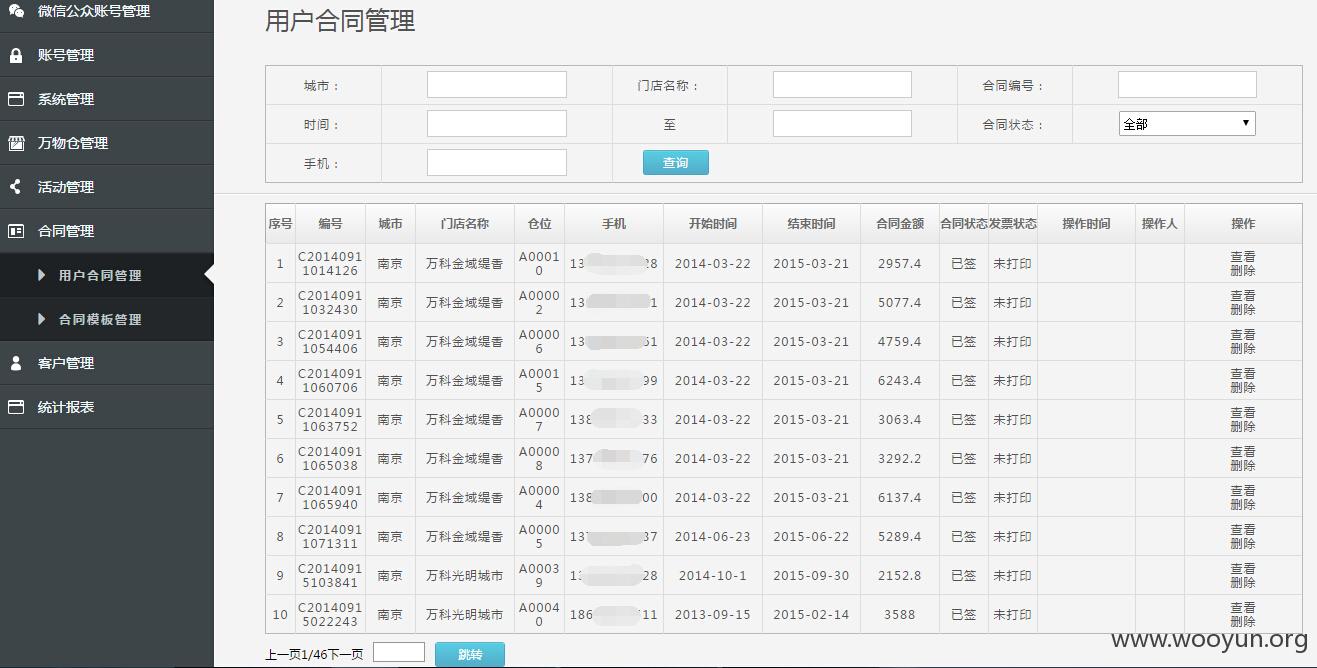 微信公众账号管理
账号管理
系统管理
万物仓管理
活动管理
合同管理
用户合同管理
合同模板管理
客户管理
统计报表
用户合同管理
城市： 门店名称： 合同编号：
时间： 至 合同状态： 全部
手机： 查询
序号 编号 城市 门店名称 仓位 手机 开始时间 结束时间 合同金额 合同状态 发票状态 操作时间 操作人 操作
1 C20140911014126 南京 万科金域缇香 A00010 13 28 2014-03-22 2015-03-21 2957.4 已签 未打印 查看 删除
2 C20140911032430 南京 万科金域缇香 A00002 13 1 2014-03-22 2015-03-21 5077.4 已签 未打印 查看 删除
3 C20140911054406 南京 万科金域缇香 A00006 13 51 2014-03-22 2015-03-21 4759.4 已签 未打印 查看 删除
4 C20140911060706 南京 万科金域缇香 A00015 13 99 2014-03-22 2015-03-21 6243.4 已签 未打印 查看 删除
5 C20140911063752 南京 万科金域缇香 A00007 138 33 2014-03-22 2015-03-21 3063.4 已签 未打印 查看 删除
6 C20140911065038 南京 万科金域缇香 A00008 137 76 2014-03-22 2015-03-21 3292.2 已签 未打印 查看 删除
7 C20140911065940 南京 万科金域缇香 A00004 138 00 2014-03-22 2015-03-21 6137.4 已签 未打印 查看 删除
8 C20140911071311 南京 万科金域缇香 A00005 13 37 2014-06-23 2015-06-22 5289.4 已签 未打印 查看 删除
9 C20140915103841 南京 万科光明城市 A00039 1 28 2014-10-1 2015-09-30 2152.8 已签 未打印 查看 删除
10 C20140915022243 南京 万科光明城市 A00040 186 11 2013-09-15 2015-02-14 3588 已签 未打印 查看 删除
上一页1/46下一页 跳转
www.wooyun.org